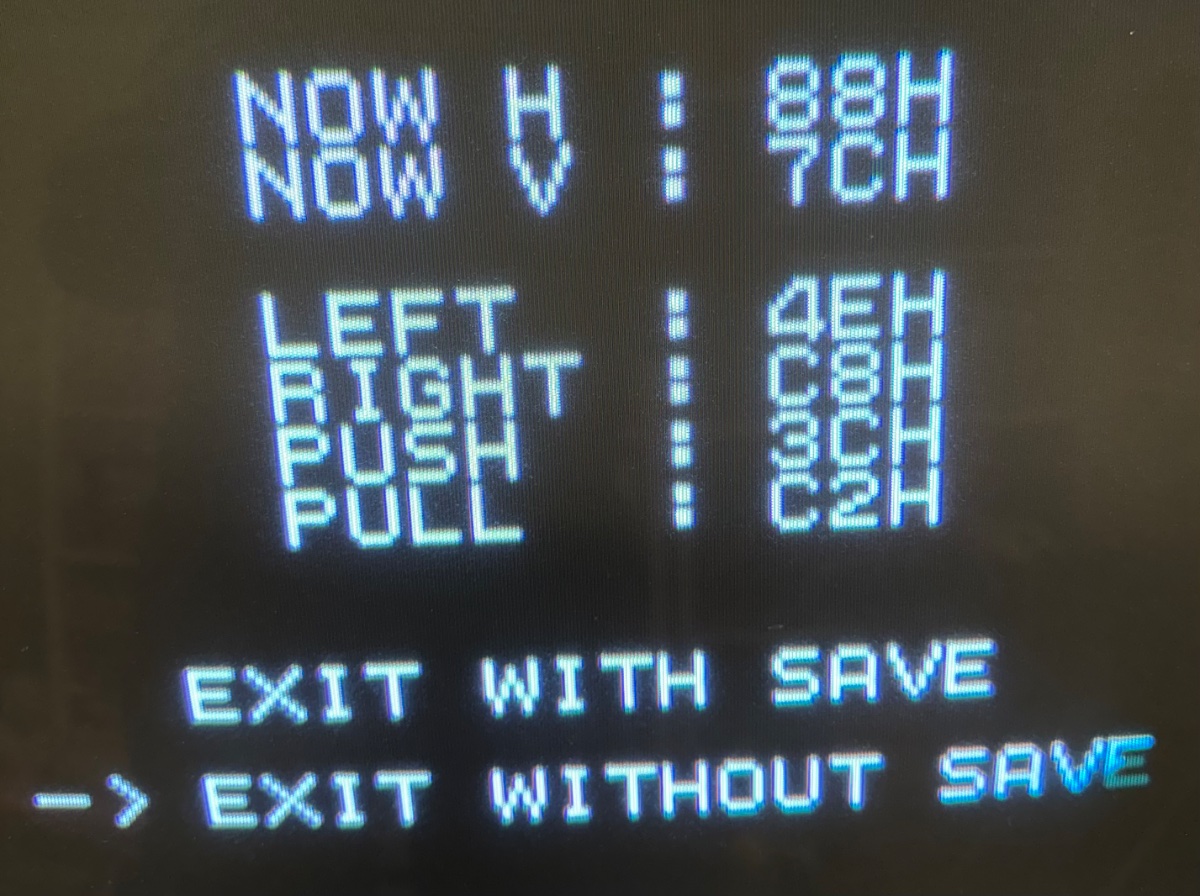 NOW H : 88H
NOW V : 7CH
LEFT : 4EH
RIGHT : C8H
PUSH : 3CH
PULL : C2H
EXIT WITH SAVE
-> EXIT WITHOUT SAVE